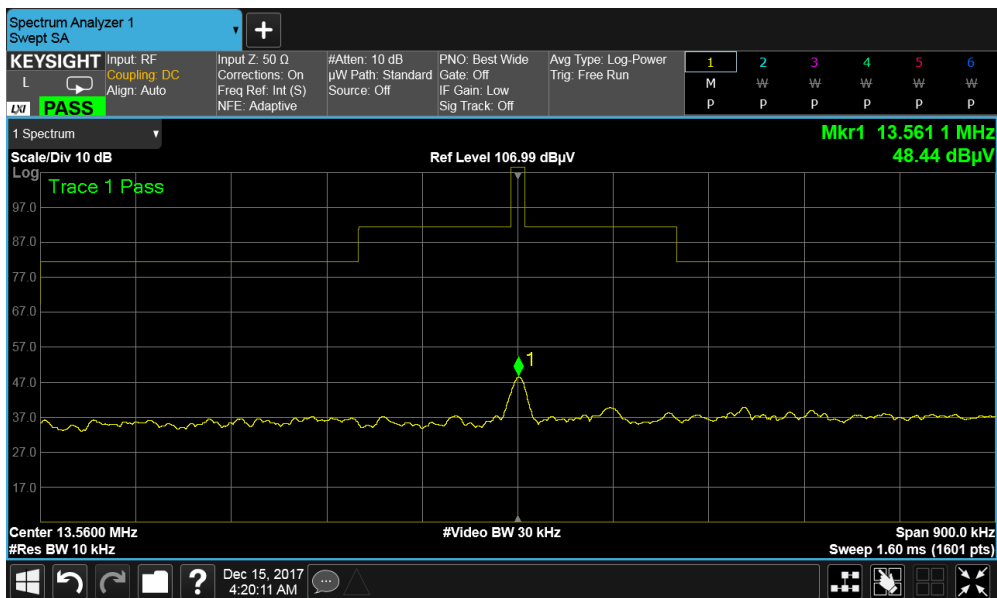 Spectrum Analyzer 1
Swept SA
+
KEYSIGHT Input: RF Input Z: 50 Ω #Atten: 10 dB PNO: Best Wide Avg Type: Log-Power 1 2 3 4 5 6
L Coupling: DC Corrections: On µW Path: Standard Gate: Off Trig: Free Run M W W W W W
Align: Auto Freq Ref: Int (S) Source: Off IF Gain: Low
LXI PASS NFE: Adaptive Sig Track: Off P P P P P P
1 Spectrum Mkr1 13.561 1 MHz
Scale/Div 10 dB Ref Level 106.99 dBµV 48.44 dBµV
Log
Trace 1 Pass
97.0
87.0
77.0
67.0
57.0
1
47.0
37.0
27.0
17.0
Center 13.5600 MHz #Video BW 30 kHz Span 900.0 kHz
#Res BW 10 kHz Sweep 1.60 ms (1601 pts)
? Dec 15, 2017
4:20:11 AM